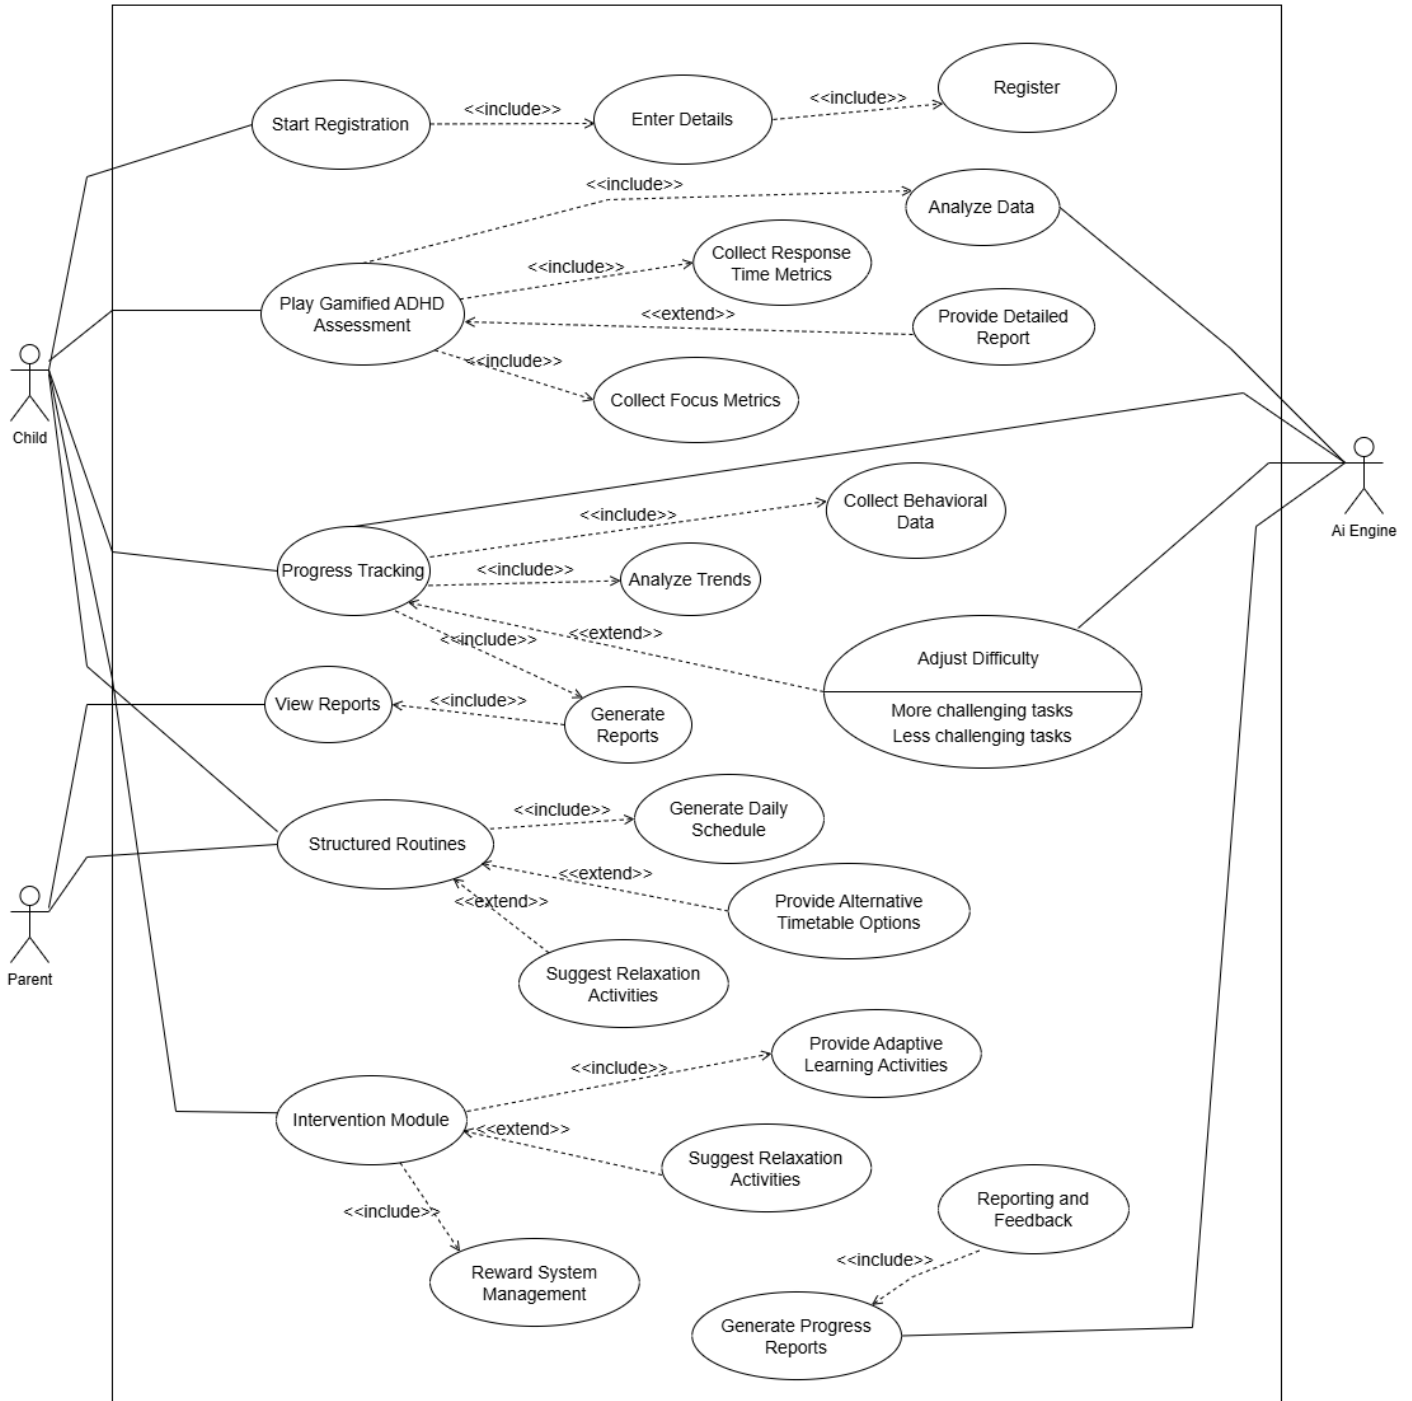 Register
<<include>>
<<include>>
Enter Details
Start Registration
<<include>>
Analyze Data
Collect Response
Time Metrics
<<include>>
Play Gamified ADHD
Assessment
<<extend>>
Provide Detailed
Report
<<include>>
Collect Focus Metrics
Child
Collect Behavioral
Data
<<include>>
Ai Engine
Progress Tracking
<<include>>
Analyze Trends
<<include>>
<<extend>>
Adjust Difficulty
More challenging tasks
Less challenging tasks
View Reports
<<include>>
Generate
Reports
<<include>>
Generate Daily
Schedule
Structured Routines
<<extend>>
<<extend>>
Provide Alternative
Timetable Options
Parent
Suggest Relaxation
Activities
Provide Adaptive
Learning Activities
<<include>>
Intervention Module
<<extend>>
Suggest Relaxation
Activities
<<include>>
Reporting and
Feedback
<<include>>
Reward System
Management
Generate Progress
Reports